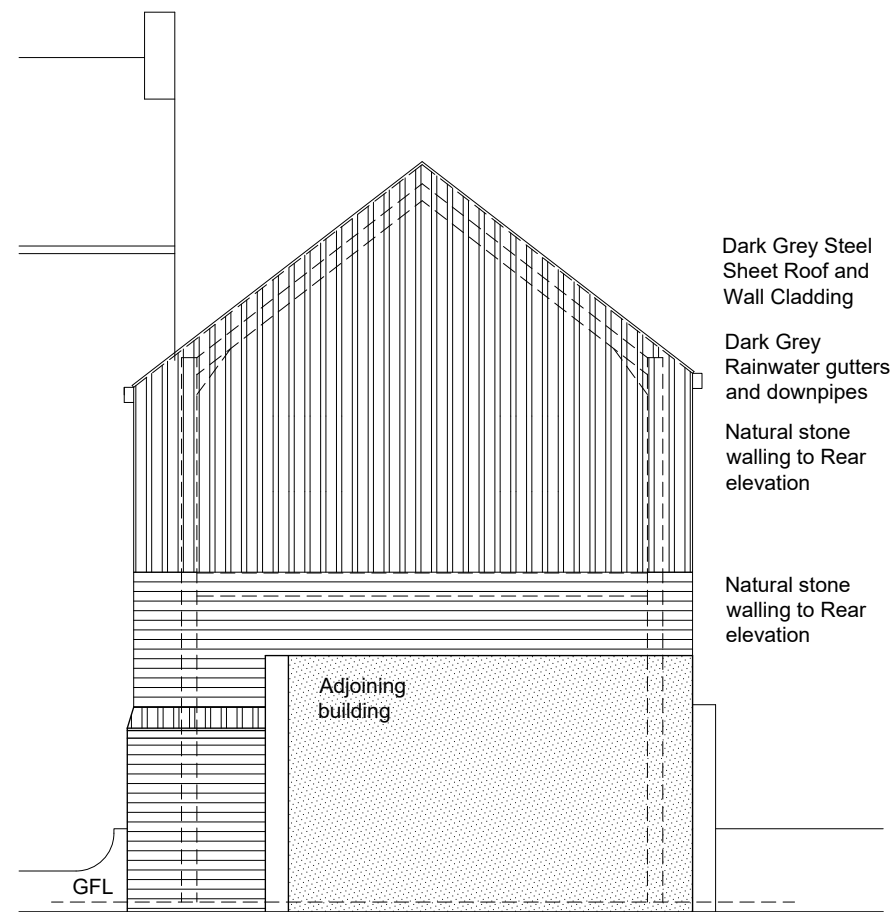 Dark Grey Steel
Sheet Roof and
Wall Cladding
Dark Grey
Rainwater gutters
and downpipes
Natural stone
walling to Rear
elevation
Natural stone
walling to Rear
elevation
Adjoining
building
GFL